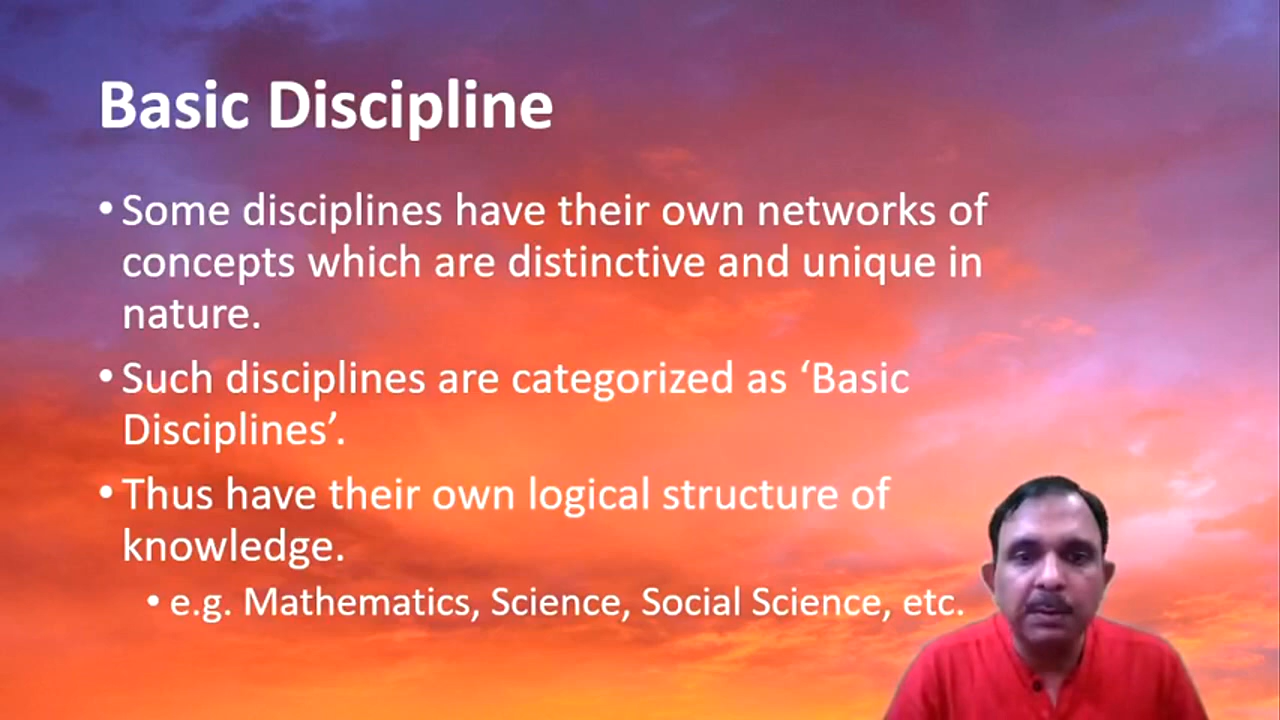 Basic Discipline
• Some disciplines have their own networks of
concepts which are distinctive and unique in
nature.
• Such disciplines are categorized as ‘Basic
Disciplines’.
• Thus have their own logical structure of
knowledge.
• e.g. Mathematics, Science, Social Science, etc.